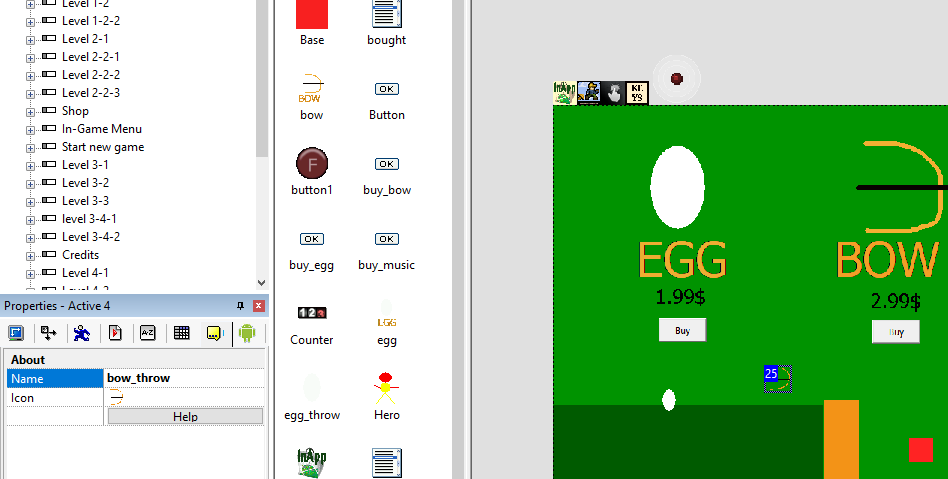 Level 1-2
Level 1-2-2
Level 2-1
Level 2-2-1
Level 2-2-2
Level 2-2-3
Shop
In-Game Menu
Start new game
Level 3-1
Level 3-2
Level 3-3
level 3-4-1
Level 3-4-2
Credits
Level 4-1
Properties - Active 4
A-Z
About
Name
bow_throw
Icon
Help
Base
bought
BOW
bow
OK
Button
F
button1
OK
buy_bow
OK
buy_egg
OK
buy_music
123
Counter
EGG
egg
egg_throw
Hero
InApp
InApp
KE
YS
EGG
1.99$
Buy
BOW
2.99$
Buy
25